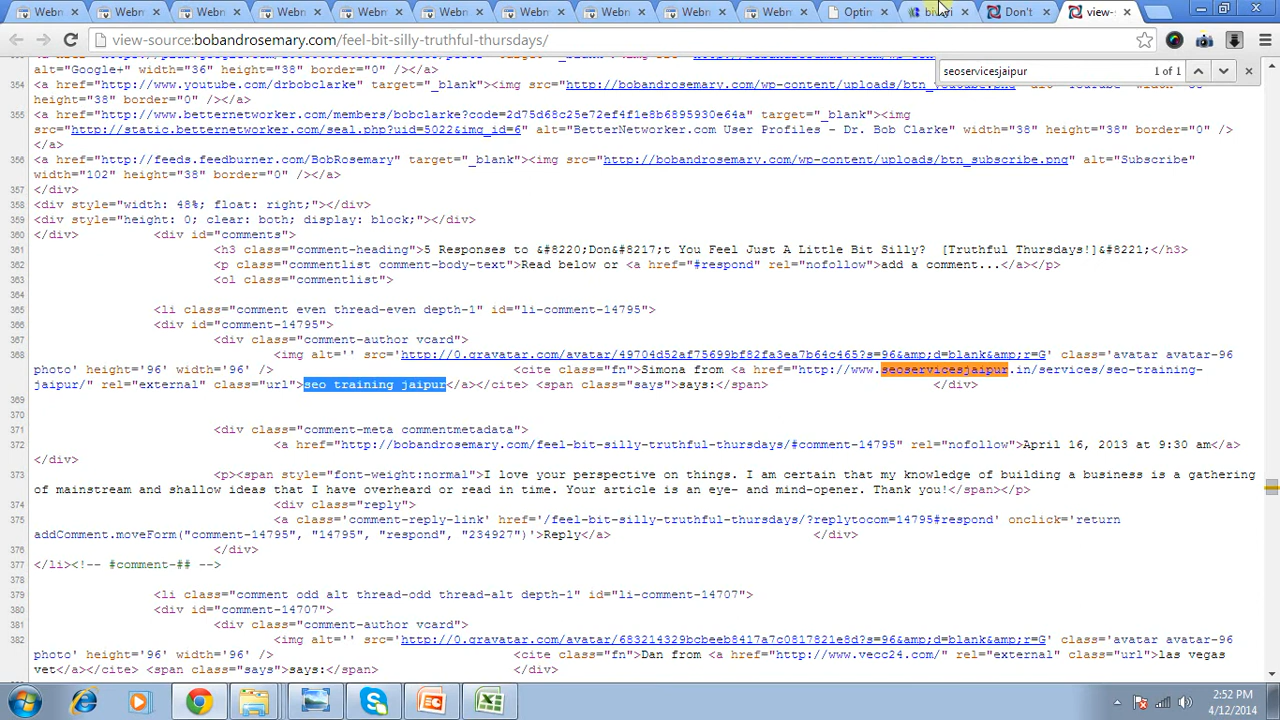 Webn Webn Webn Webn Webn Webn Webn Webn Webn Webn Optim Don't view-
view-source:bobandrosemary.com/feel-bit-silly-truthful-thursdays/
seoservicesjaipur 1 of 1
alt="Google+" width="36" height="38" border="0" /></a>
354 <a href="http://www.youtube.com/drbobclarke" target="_blank"><img src="http://bobandrosemary.com/wp-content/uploads/btn_youtube.png"
height="38" border="0" /></a>
355 <a href="http://www.betternetworker.com/members/bobclarke?code=2d75d68c25e72ef4f1e8b6895930e64a" target="_blank"><img
src="http://static.betternetworker.com/seal.php?uid=5022&img_id=6" alt="BetterNetworker.com User Profiles - Dr. Bob Clarke" width="38" height="38" border="0" />
</a>
356 <a href="http://feeds.feedburner.com/BobRosemary" target="_blank"><img src="http://bobandrosemary.com/wp-content/uploads/btn_subscribe.png" alt="Subscribe"
width="102" height="38" border="0" /></a>
357 </div>
358 <div style="width: 48%; float: right;"></div>
359 <div style="height: 0; clear: both; display: block;"></div>
360 </div> <div id="comments">
361 <h3 class="comment-heading">5 Responses to &#8220;Don&#8217;t You Feel Just A Little Bit Silly? [Truthful Thursdays!]&#8221;</h3>
362 <p class="commentlist comment-body-text">Read below or <a href="#respond" rel="nofollow">add a comment...</a></p>
363 <ol class="commentlist">
364
365 <li class="comment even thread-even depth-1" id="li-comment-14795">
366 <div id="comment-14795">
367 <div class="comment-author vcard">
368 <img alt='' src='http://0.gravatar.com/avatar/49704d52af75699bf82fa3ea7b64c465?s=96&amp;d=blank&amp;r=G' class='avatar avatar-96
photo' height='96' width='96' /> <cite class="fn">Simona from <a href="http://www.seoservicesjaipur.in/services/seo-training-
jaipur/" rel="external" class="url">seo training jaipur</a></cite> <span class="says">says:</span> </div>
369
370
371 <div class="comment-meta commentmetadata">
372 <a href="http://bobandrosemary.com/feel-bit-silly-truthful-thursdays/#comment-14795" rel="nofollow">April 16, 2013 at 9:30 am</a>
</div>
373 <p><span style="font-weight:normal">I love your perspective on things. I am certain that my knowledge of building a business is a gathering
of mainstream and shallow ideas that I have overheard or read in time. Your article is an eye- and mind-opener. Thank you!</span></p>
374 <div class="reply">
375 <a class='comment-reply-link' href='/feel-bit-silly-truthful-thursdays/?replytocom=14795#respond' onclick='return
addComment.moveForm("comment-14795", "14795", "respond", "234927")'>Reply</a> </div>
376 </div>
377 </li><!-- #comment-## -->
378
379 <li class="comment odd alt thread-odd thread-alt depth-1" id="li-comment-14707">
380 <div id="comment-14707">
381 <div class="comment-author vcard">
382 <img alt='' src='http://0.gravatar.com/avatar/683214329bcbeeb8417a7c0817821e8d?s=96&amp;d=blank&amp;r=G' class='avatar avatar-96
photo' height='96' width='96' /> <cite class="fn">Dan from <a href="http://www.vecc24.com/" rel="external" class="url">las vegas
vet</a></cite> <span class="says">says:</span> </div>
2:52 PM
4/12/2014